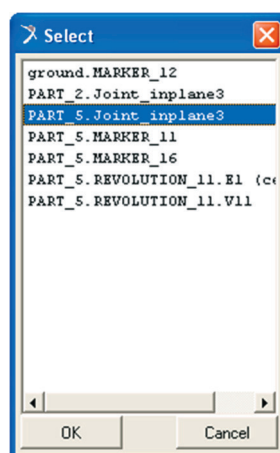 Select
ground.MARKER_12
PART_2.Joint_inplane3
PART_5.Joint_inplane3
PART_5.MARKER_11
PART_5.MARKER_16
PART_5.REVOLUTION_11.E1 (ce
PART_5.REVOLUTION_11.V11
OK
Cancel